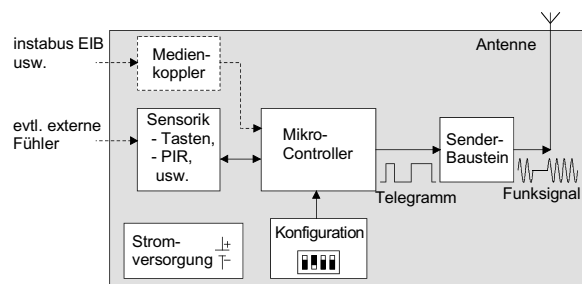 instabus EIB
usw.
Medien-
koppler
Antenne
evtl. externe
Fühler
Sensorik
- Tasten,
- PIR,
usw.
Mikro-
Controller
Sender-
Baustein
Telegramm
Funksignal
Strom-
versorgung
Konfiguration